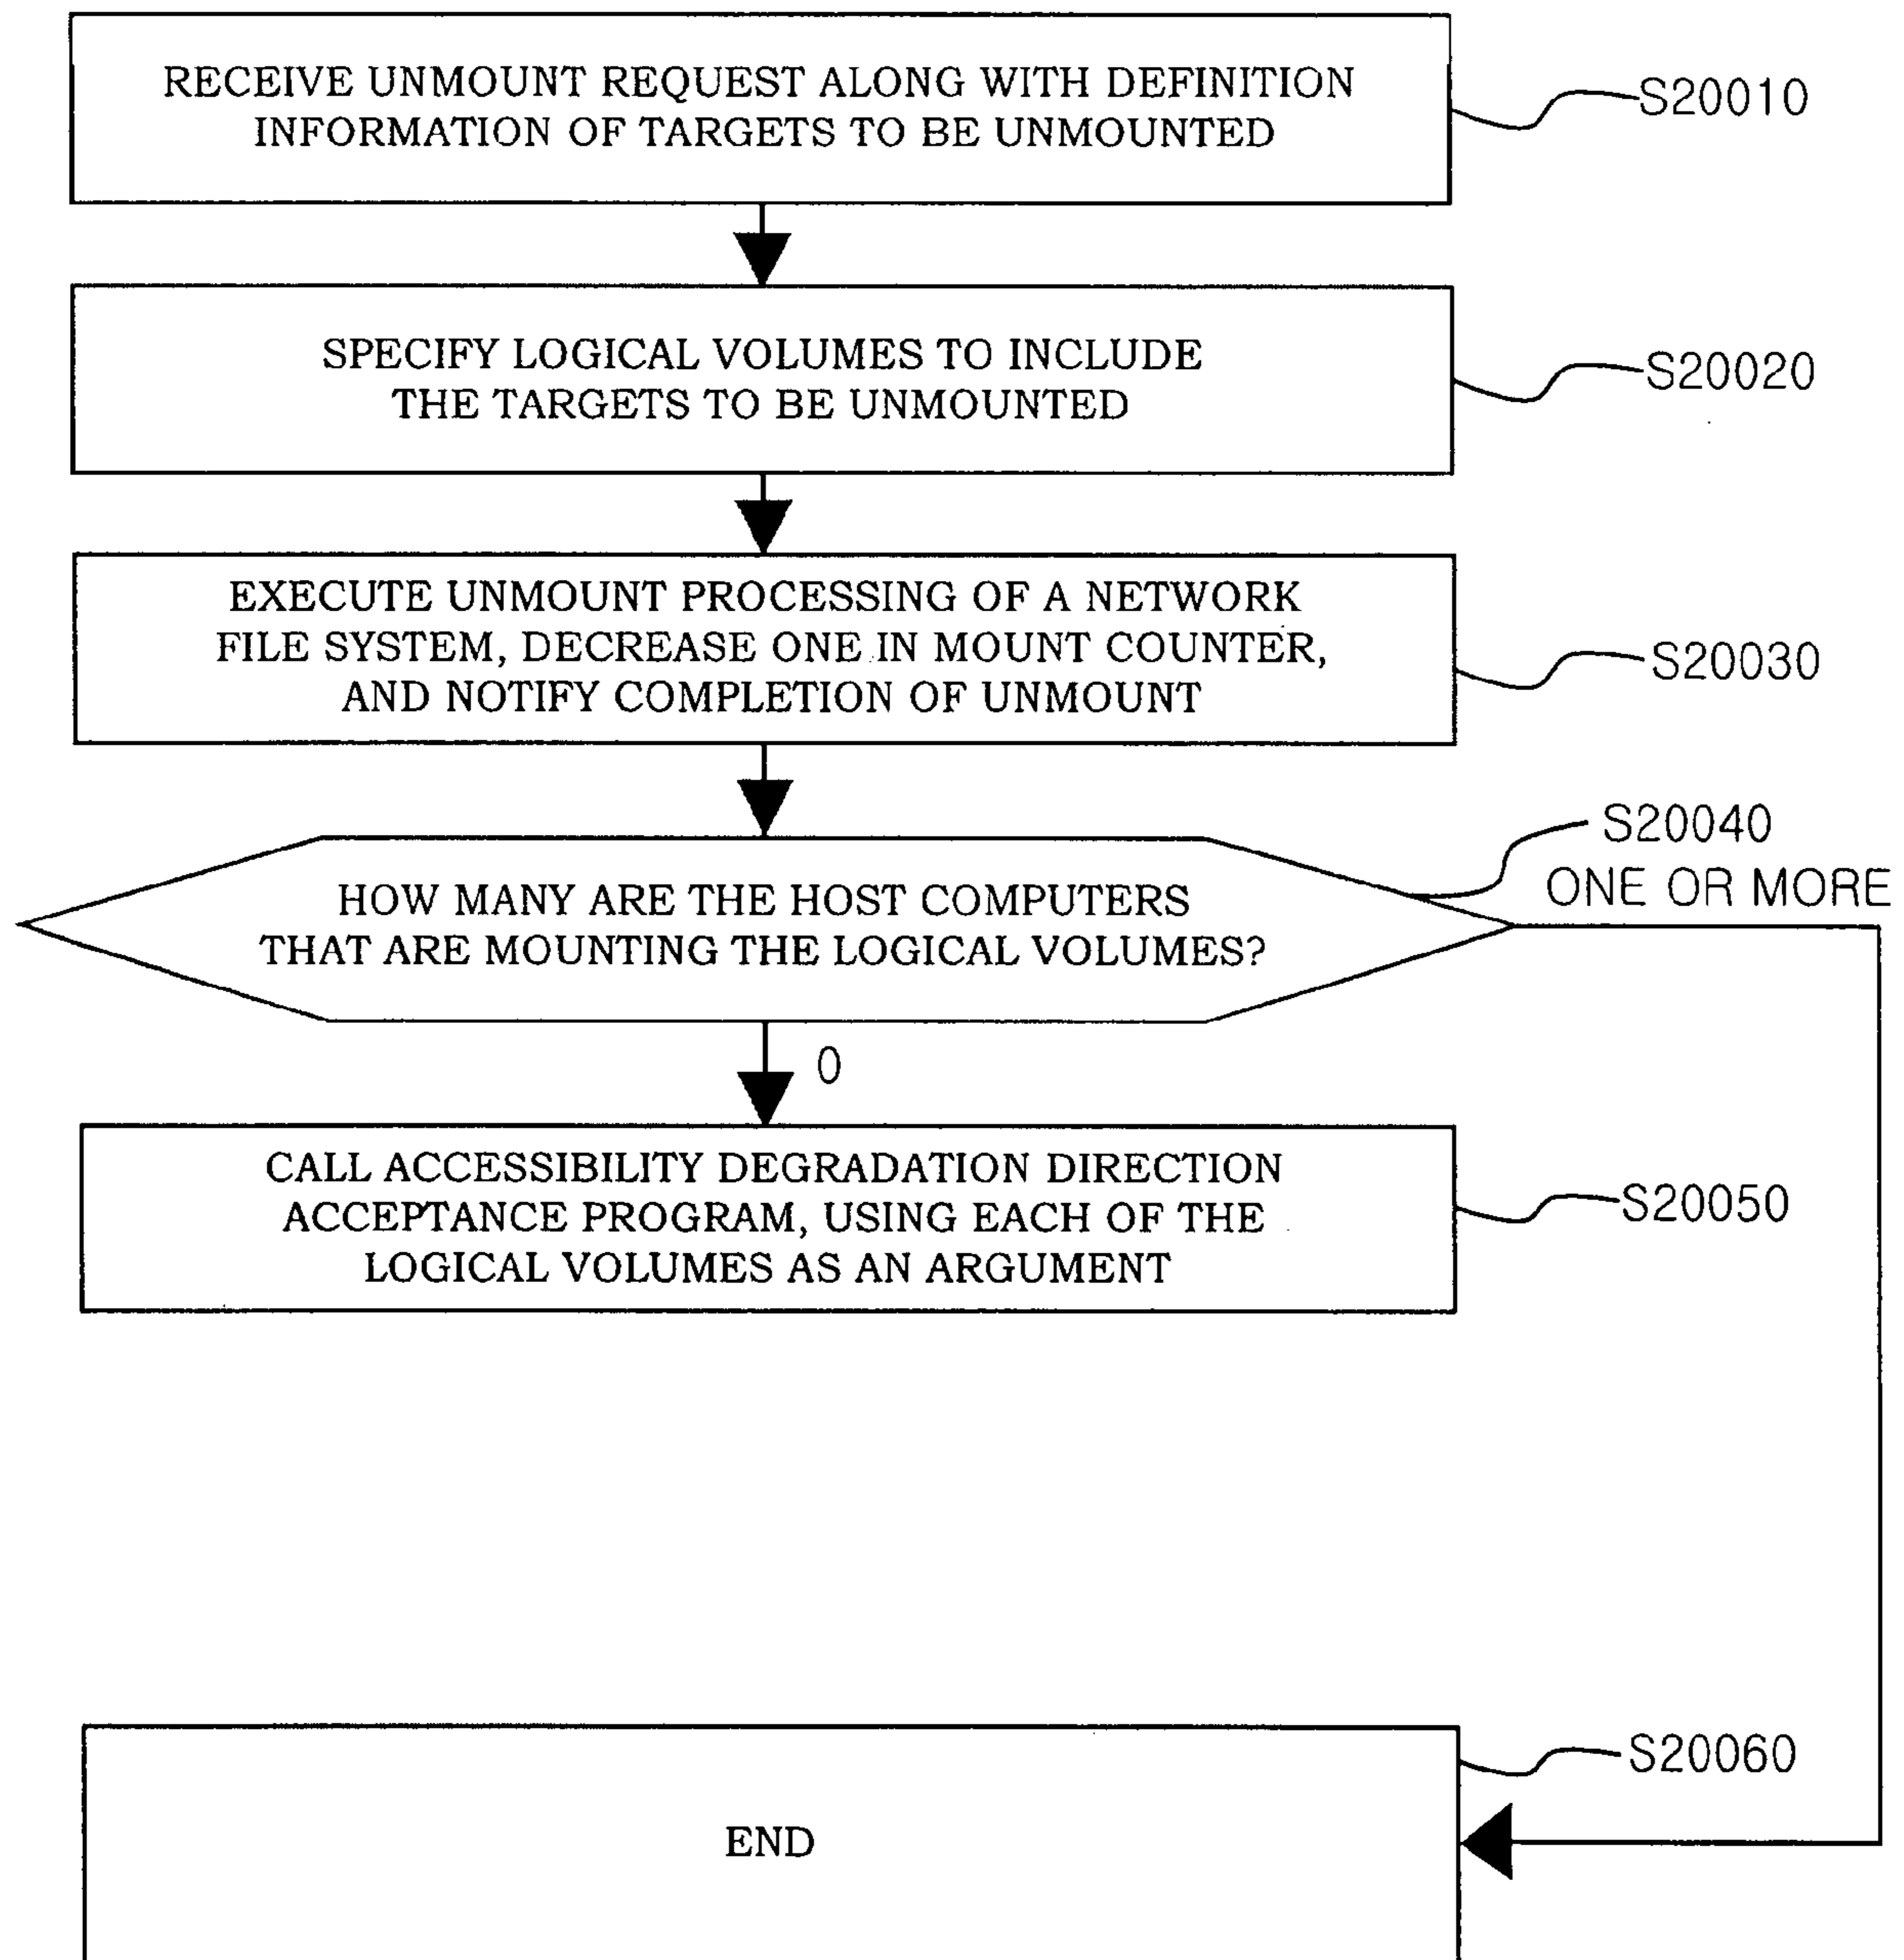 RECEIVE UNMOUNT REQUEST ALONG WITH DEFINITION
INFORMATION OF TARGETS TO BE UNMOUNTED
S20010
SPECIFY LOGICAL VOLUMES TO INCLUDE
THE TARGETS TO BE UNMOUNTED
S20020
EXECUTE UNMOUNT PROCESSING OF A NETWORK
FILE SYSTEM, DECREASE ONE IN MOUNT COUNTER,
AND NOTIFY COMPLETION OF UNMOUNT
S20030
S20040
ONE OR MORE
HOW MANY ARE THE HOST COMPUTERS
THAT ARE MOUNTING THE LOGICAL VOLUMES?
0
CALL ACCESSIBILITY DEGRADATION DIRECTION
ACCEPTANCE PROGRAM, USING EACH OF THE
LOGICAL VOLUMES AS AN ARGUMENT
S20050
S20060
END